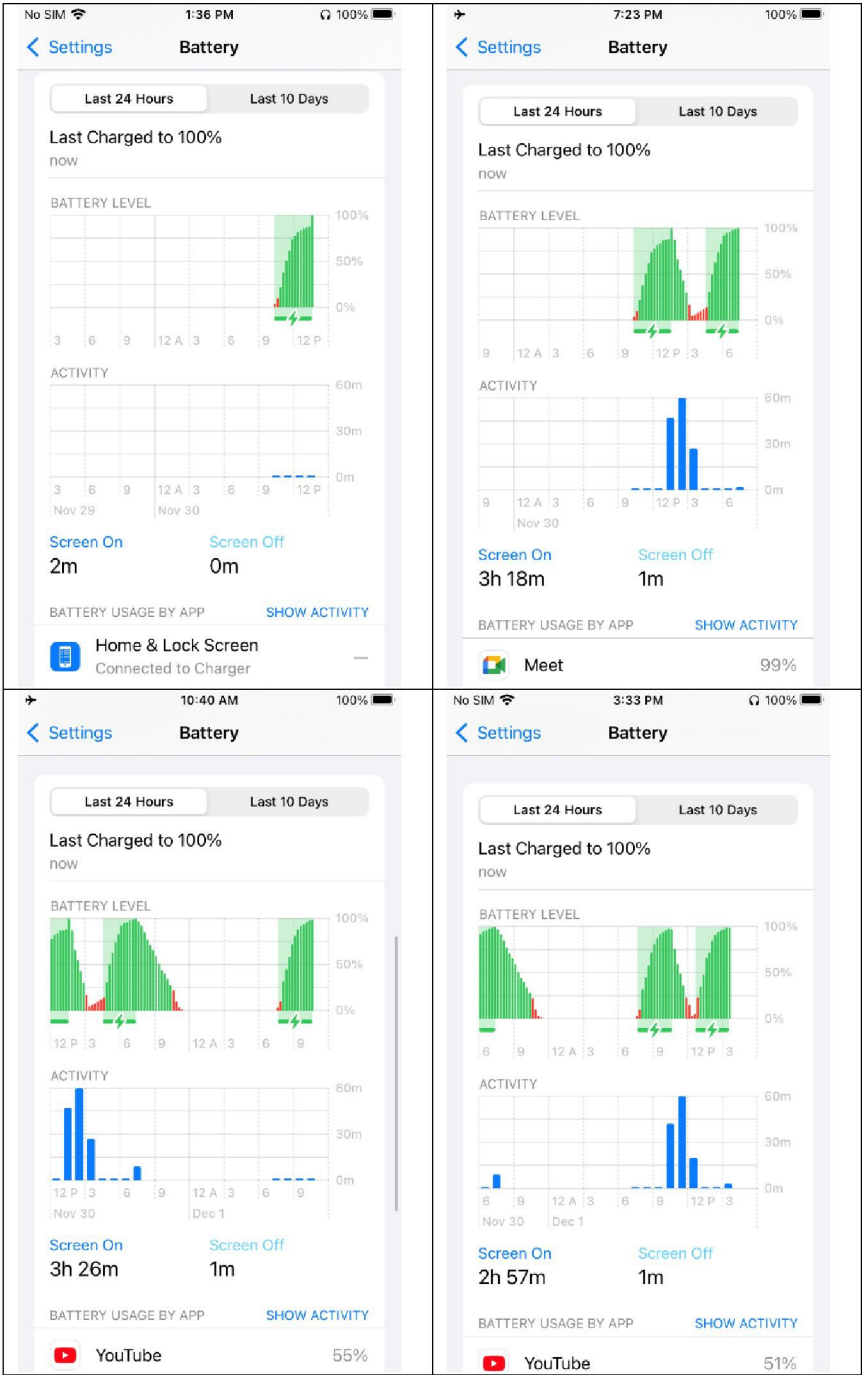 No SIM 1:36 PM 100%
Settings Battery
Last 24 Hours Last 10 Days
Last Charged to 100%
now
BATTERY LEVEL
100%
50%
0%
3 6 9 12 A 3 6 9 12 P
ACTIVITY
60m
30m
0m
3 6 9 12 A 3 6 9 12 P
Nov 29 Nov 30
Screen On Screen Off
2m 0m
BATTERY USAGE BY APP SHOW ACTIVITY
Home & Lock Screen
Connected to Charger —
7:23 PM 100%
Settings Battery
Last 24 Hours Last 10 Days
Last Charged to 100%
now
BATTERY LEVEL
100%
50%
0%
9 12 A 3 6 9 12 P 3 6
ACTIVITY
60m
30m
0m
9 12 A 3 6 9 12 P 3 6
Nov 30
Screen On Screen Off
3h 18m 1m
BATTERY USAGE BY APP SHOW ACTIVITY
Meet 99%
10:40 AM 100%
Settings Battery
Last 24 Hours Last 10 Days
Last Charged to 100%
now
BATTERY LEVEL
100%
50%
0%
12 P 3 6 9 12 A 3 6 9
ACTIVITY
60m
30m
0m
12 P 3 6 9 12 A 3 6 9
Nov 30 Dec 1
Screen On Screen Off
3h 26m 1m
BATTERY USAGE BY APP SHOW ACTIVITY
YouTube 55%
No SIM 3:33 PM 100%
Settings Battery
Last 24 Hours Last 10 Days
Last Charged to 100%
now
BATTERY LEVEL
100%
50%
0%
6 9 12 A 3 6 9 12 P 3
ACTIVITY
60m
30m
0m
6 9 12 A 3 6 9 12 P 3
Nov 30 Dec 1
Screen On Screen Off
2h 57m 1m
BATTERY USAGE BY APP SHOW ACTIVITY
YouTube 51%